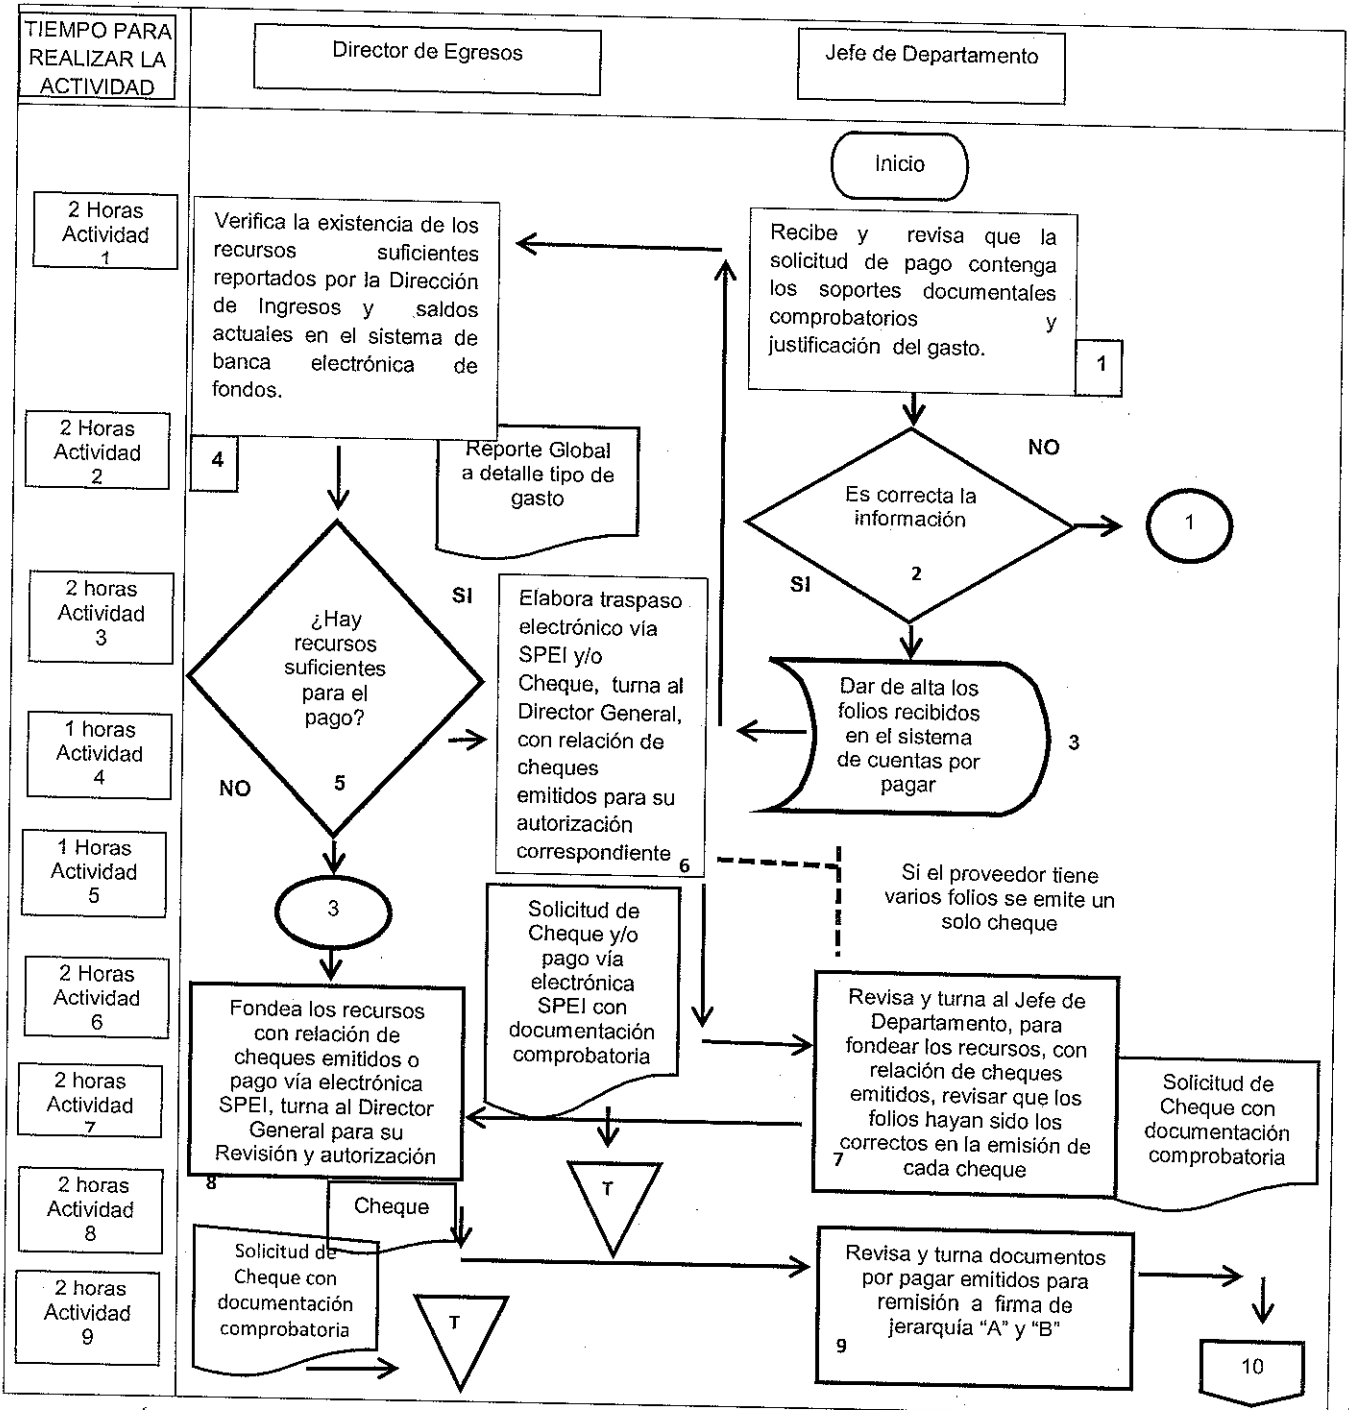 TIEMPO PARA
REALIZAR LA
ACTIVIDAD
Director de Egresos
Jefe de Departamento
Inicio
2 Horas
Actividad
1
Verifica la existencia de los
recursos suficientes
reportados por la Dirección
de Ingresos y saldos
actuales en el sistema de
banca electrónica de
fondos.
4
Recibe y revisa que la
solicitud de pago contenga
los soportes documentales
comprobatorios y
justificación del gasto.
1
2 Horas
Actividad
2
Reporte Global
a detalle tipo de
gasto
NO
Es correcta la
información
2
1
SI
2 horas
Actividad
3
¿Hay
recursos
suficientes
para el
pago?
5
SI
NO
Elabora traspaso
electrónico vía
SPEI y/o
Cheque, turna al
Director General,
con relación de
cheques
emitidos para su
autorización
correspondiente
6
Dar de alta los
folios recibidos
en el sistema
de cuentas por
pagar
3
1 horas
Actividad
4
1 Horas
Actividad
5
3
Si el proveedor tiene
varios folios se emite un
solo cheque
Solicitud de
Cheque y/o
pago vía
electrónica
SPEI con
documentación
comprobatoria
2 Horas
Actividad
6
Fondea los recursos
con relación de
cheques emitidos o
pago vía electrónica
SPEI, turna al Director
General para su
Revisión y autorización
8
Revisa y turna al Jefe de
Departamento, para
fondear los recursos, con
relación de cheques
emitidos, revisar que los
folios hayan sido los
correctos en la emisión de
cada cheque
7
Solicitud de
Cheque con
documentación
comprobatoria
2 horas
Actividad
7
T
2 horas
Actividad
8
Cheque
Solicitud de
Cheque con
documentación
comprobatoria
T
Revisa y turna documentos
por pagar emitidos para
remisión a firma de
jerarquía “A” y “B”
9
2 horas
Actividad
9
10